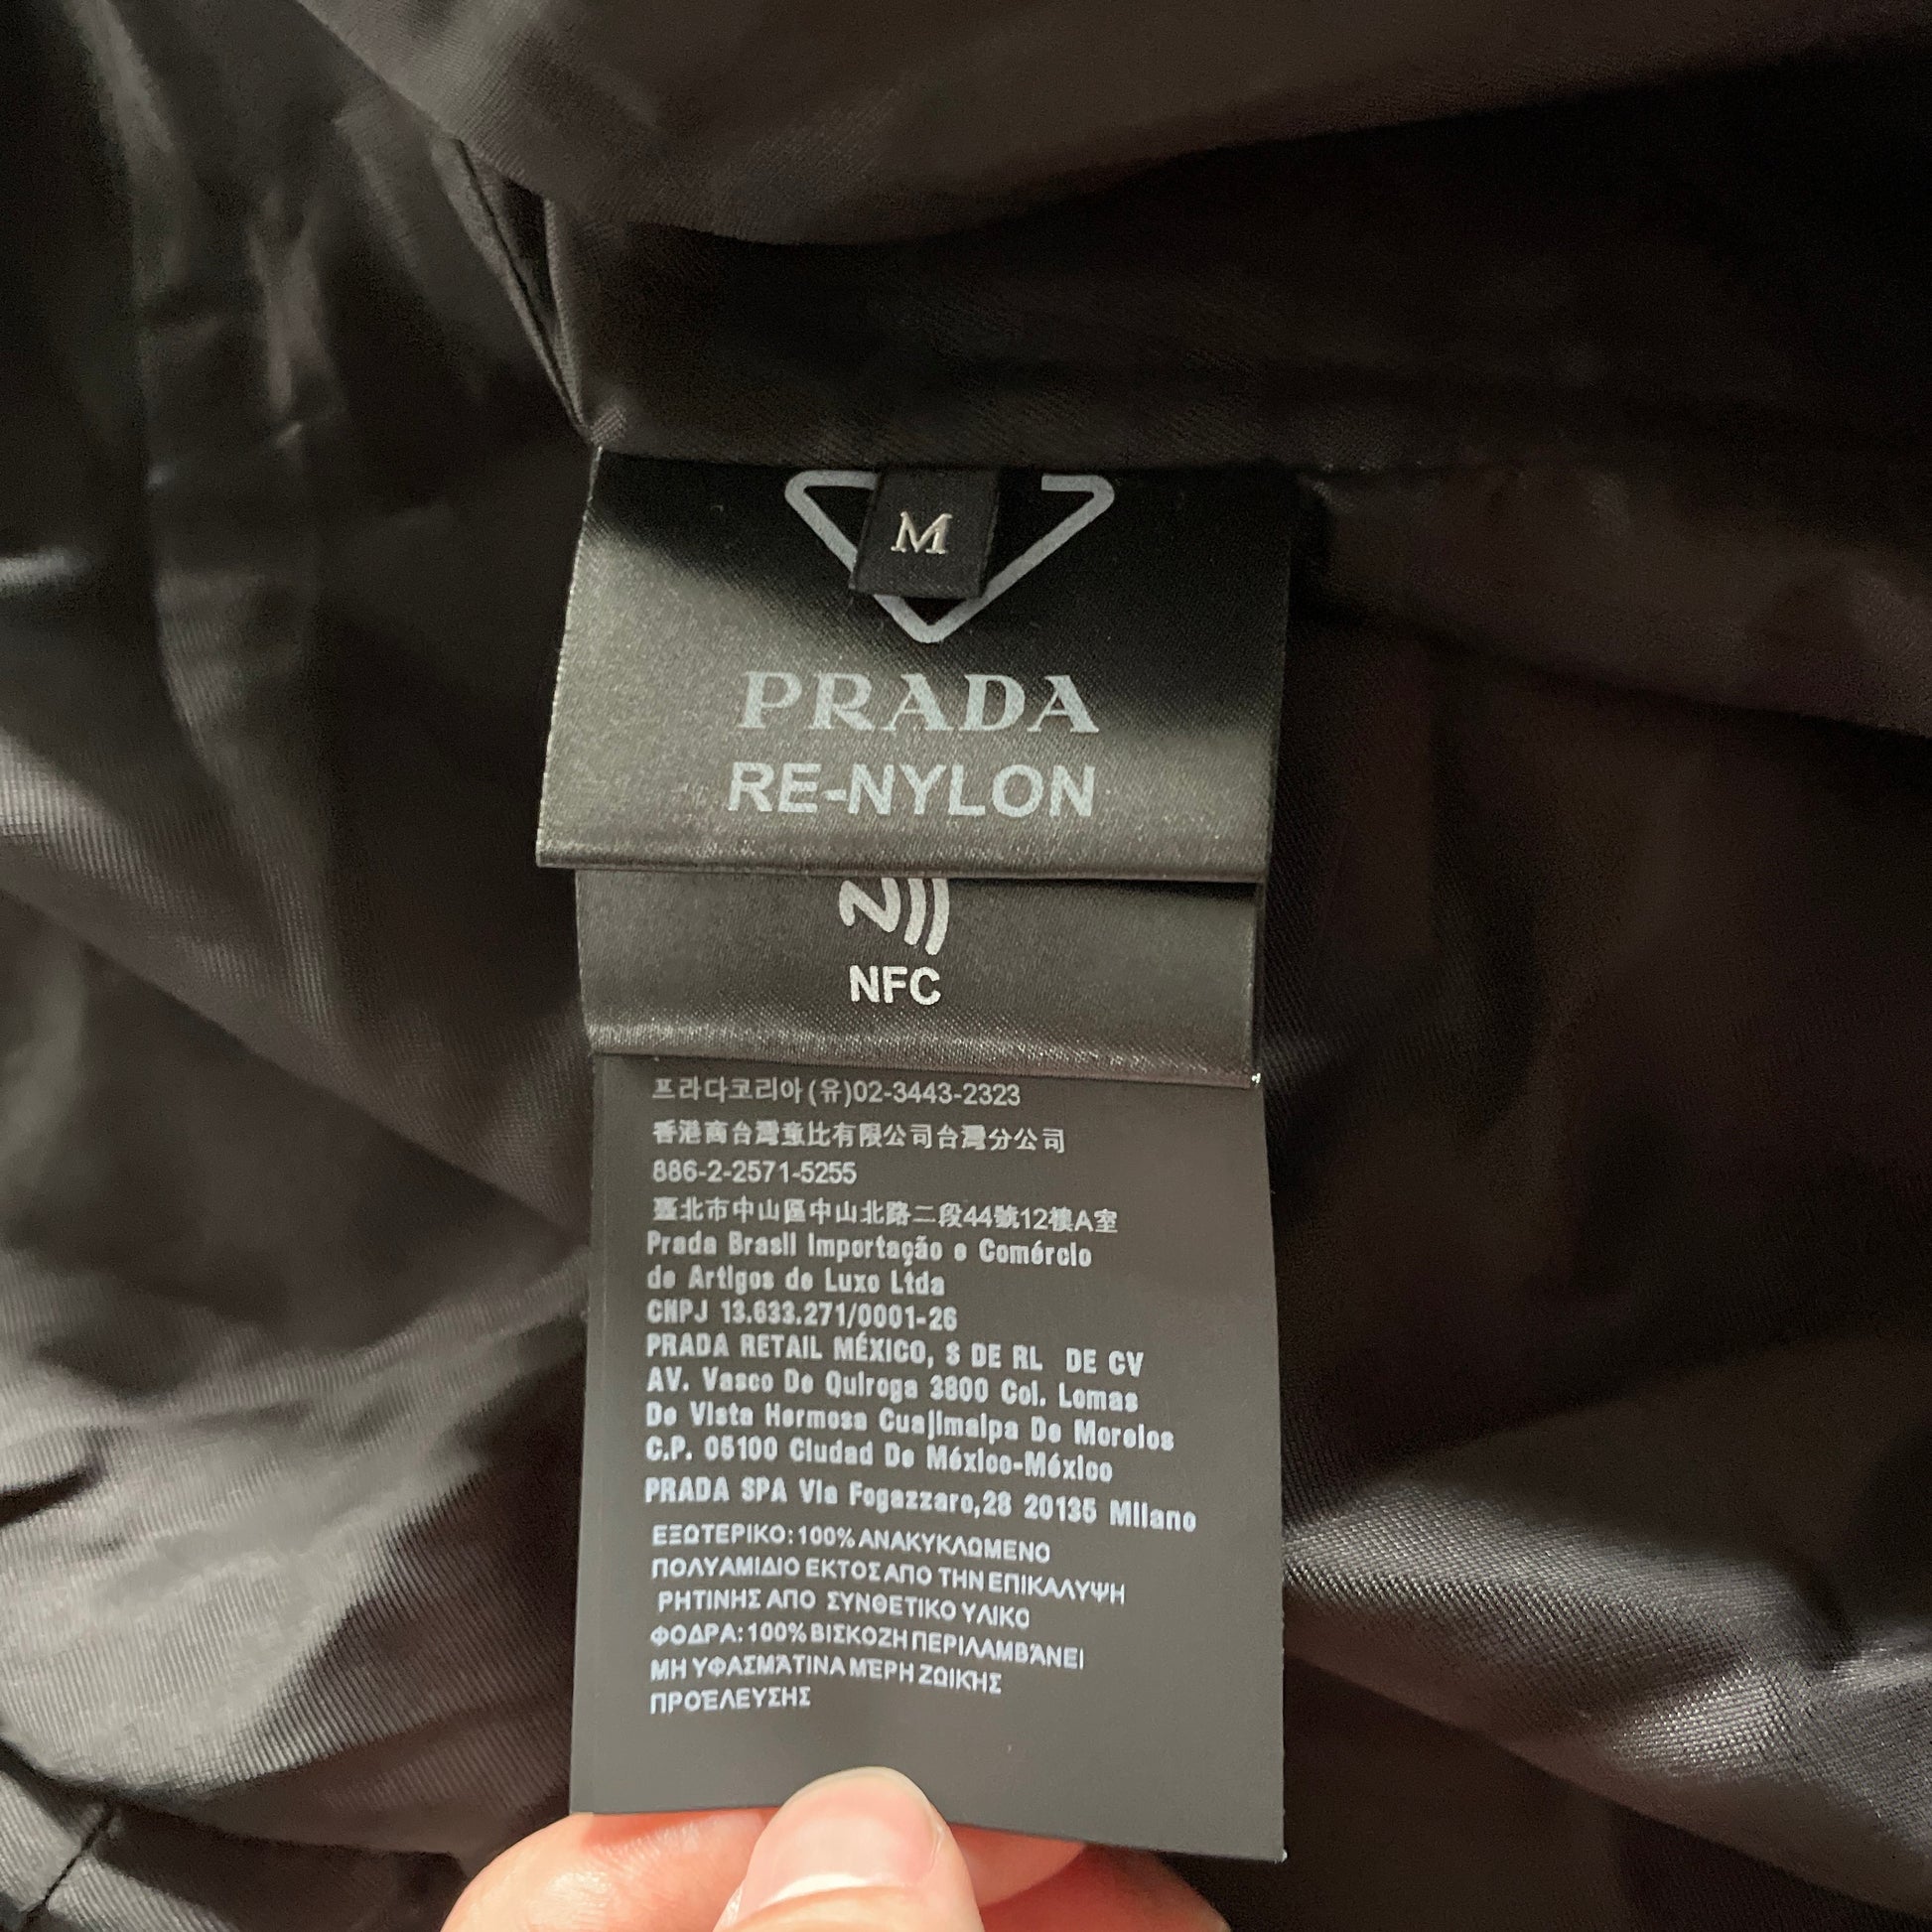 M
PRADA
RE-NYLON
NFC
프라다코리아(유)02-3443-2323
香港商台灣童比有限公司台灣分公司
886-2-2571-5255
臺北市中山區中山北路二段44號12樓A室
Prada Brasil Importação e Comércio
de Artigos de Luxo Ltda
CNPJ 13.633.271/0001-26
PRADA RETAIL MÉXICO, S DE RL DE CV
AV. Vasco De Quiroga 3800 Col. Lomas
De Vista Hermosa Cuajimalpa De Morelos
C.P. 05100 Ciudad De México-México
PRADA SPA Via Fogazzaro,28 20135 Milano
ΕΞΩΤΕΡΙΚΟ: 100% ΑΝΑΚΥΚΛΩΜΕΝΟ
ΠΟΛΥΑΜΙΔΙΟ ΕΚΤΟΣ ΑΠΟ ΤΗΝ ΕΠΙΚΑΛΥΨΗ
ΡΗΤΙΝΗΣ ΑΠΟ ΣΥΝΘΕΤΙΚΟ ΥΛΙΚΟ
ΦΟΔΡΑ: 100% ΒΙΣΚΟΖΗ ΠΕΡΙΛΑΜΒΆΝΕΙ
ΜΗ ΥΦΑΣΜΆΤΙΝΑ ΜΈΡΗ ΖΩΙΚΉΣ
ΠΡΟΈΛΕΥΣΗΣ